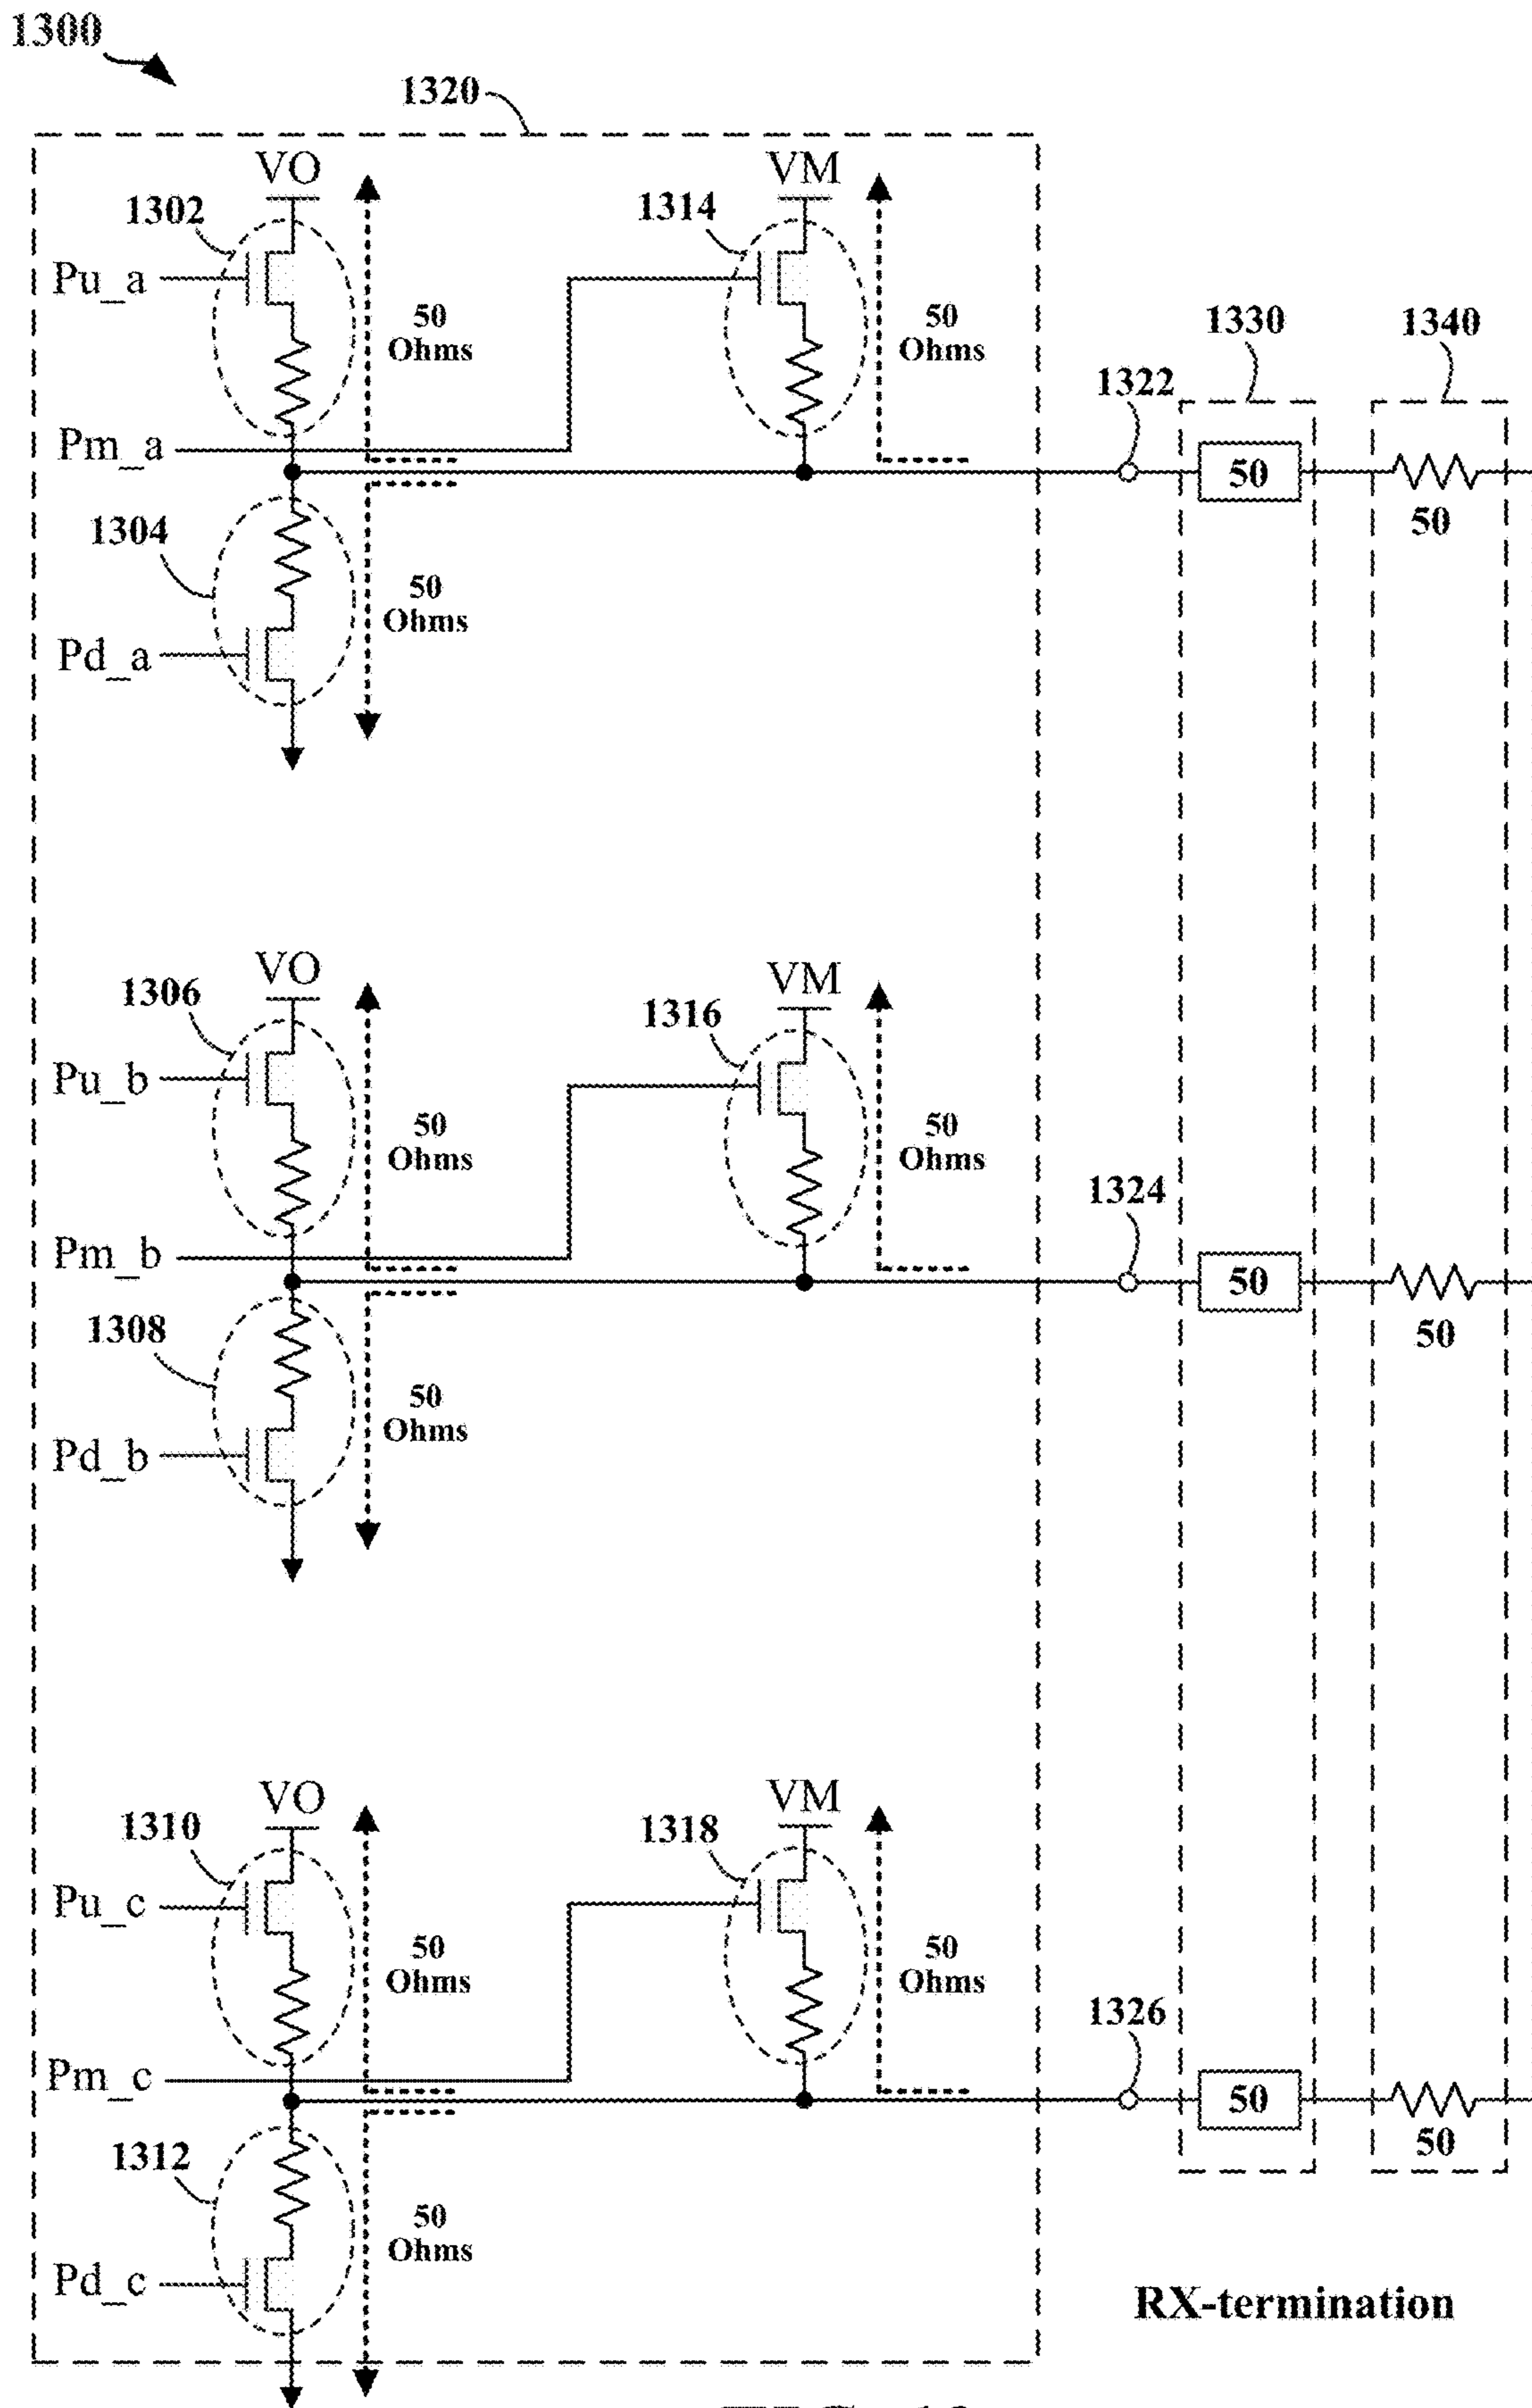 1300
1320
VO
VM
1302
1314
Pu_a
50
Ohms
50
Ohms
1330
1340
1322
Pm_a
50
50
1304
50
Ohms
Pd_a
VO
VM
1306
1316
Pu_b
50
Ohms
50
Ohms
1324
Pm_b
50
50
1308
50
Ohms
Pd_b
VO
VM
1310
1318
Pu_c
50
Ohms
50
Ohms
1326
Pm_c
50
50
1312
50
Ohms
Pd_c
RX-termination